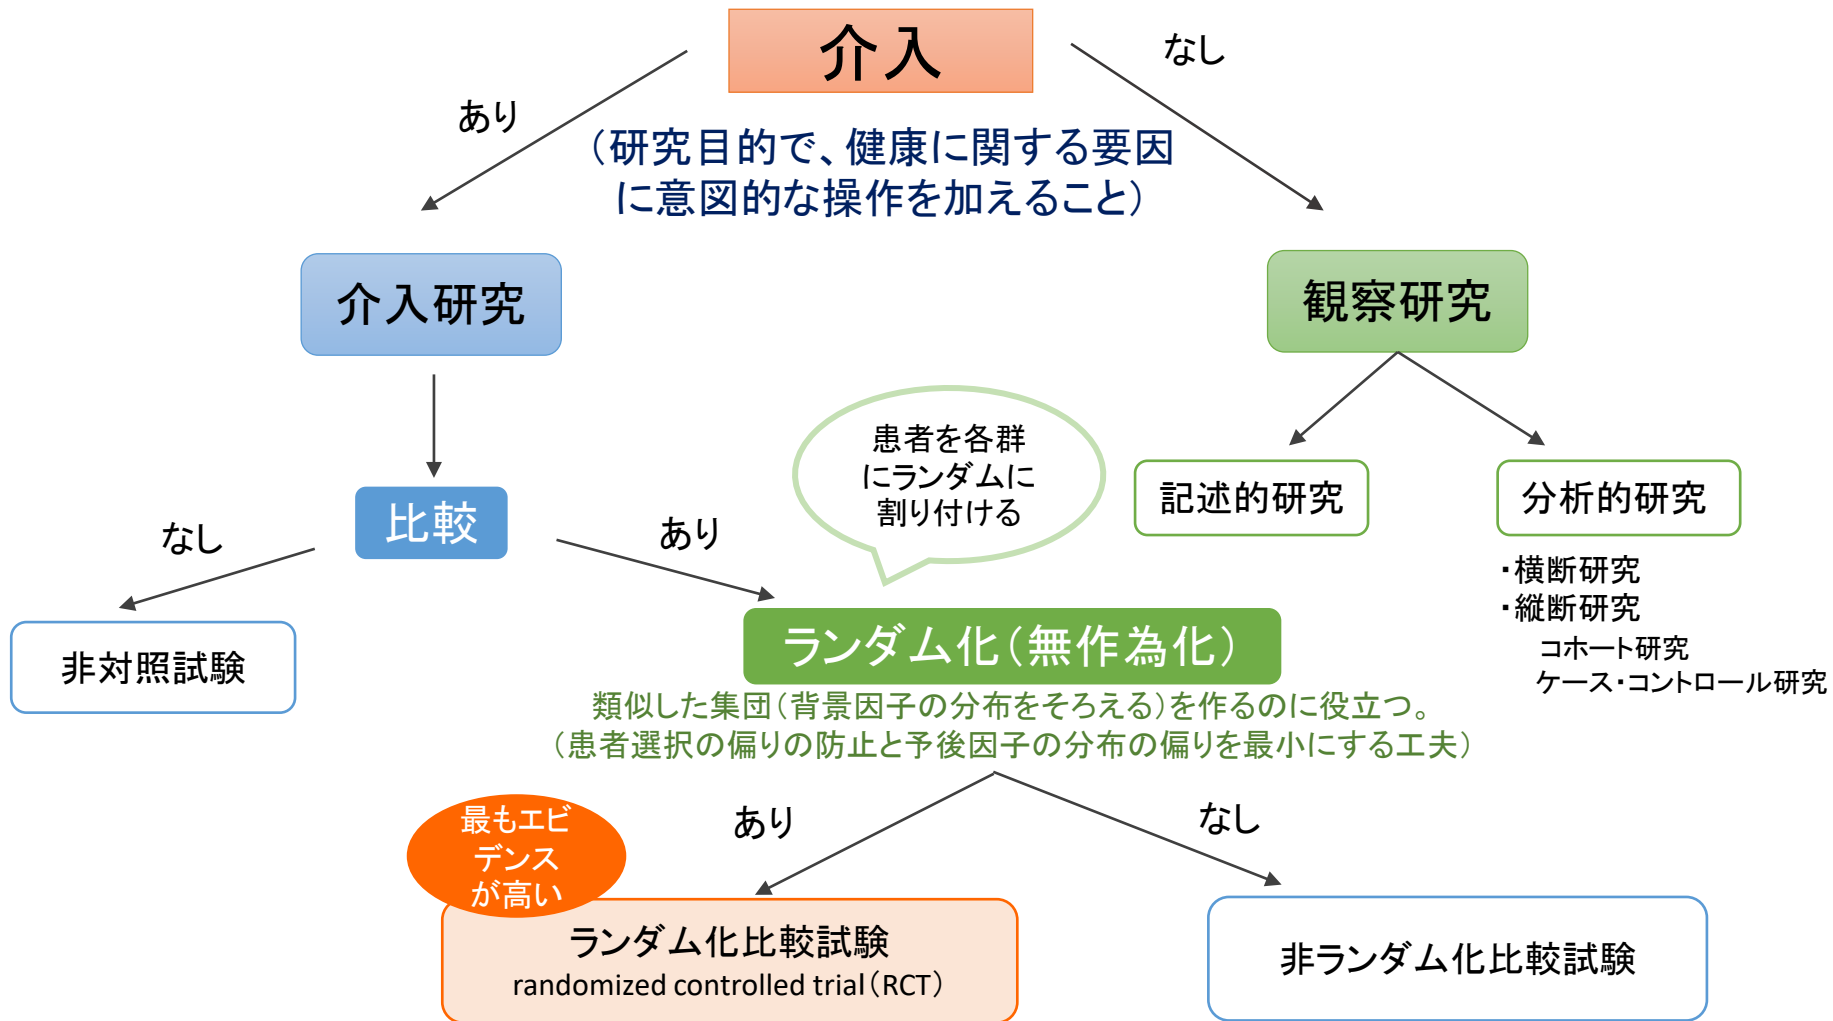 介入
なし
あり
（研究目的で、健康に関する要因
に意図的な操作を加えること）
介入研究
観察研究
患者を各群
にランダムに
割り付ける
記述的研究
分析的研究
比較
なし
あり
・横断研究
・縦断研究
コホート研究
ケース・コントロール研究
非対照試験
ランダム化（無作為化）
類似した集団（背景因子の分布をそろえる）を作るのに役立つ。
（患者選択の偏りの防止と予後因子の分布の偏りを最小にする工夫）
あり
なし
最もエビ
デンス
が高い
ランダム化比較試験
randomized controlled trial（RCT）
非ランダム化比較試験